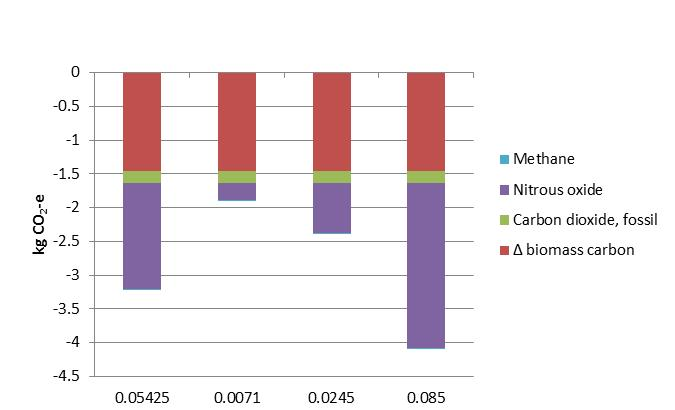 0
-0.5
-1
-1.5
-2
-2.5
-3
-3.5
-4
-4.5
kg CO₂-e
0.05425 0.0071 0.0245 0.085
Methane
Nitrous oxide
Carbon dioxide, fossil
Δ biomass carbon